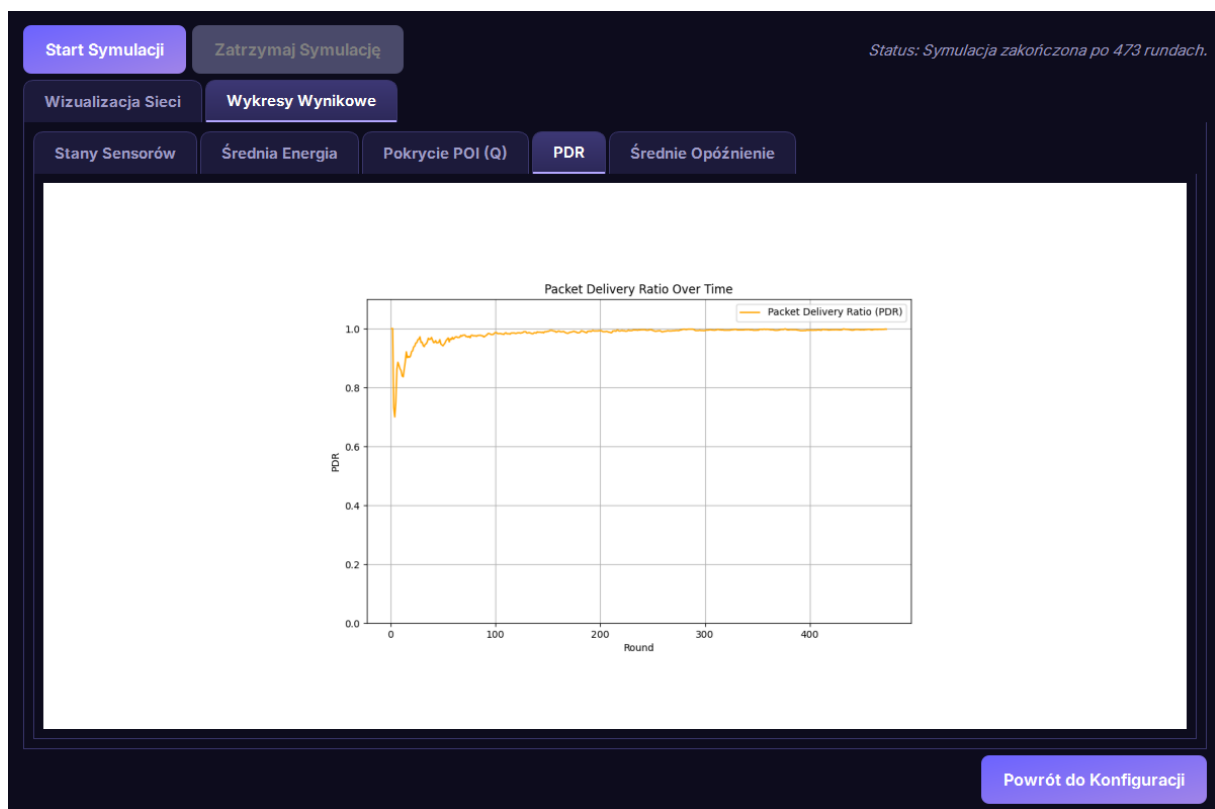 Start Symulacji
Zatrzymaj Symulację
Status: Symulacja zakończona po 473 rundach.
Wizualizacja Sieci
Wykresy Wynikowe
Stany Sensorów
Średnia Energia
Pokrycie POI (Q)
PDR
Średnie Opóźnienie
Packet Delivery Ratio Over Time
Packet Delivery Ratio (PDR)
1.0
0.8
0.6
PDR
0.4
0.2
0.0
0
100
200
300
400
Round
Powrót do Konfiguracji